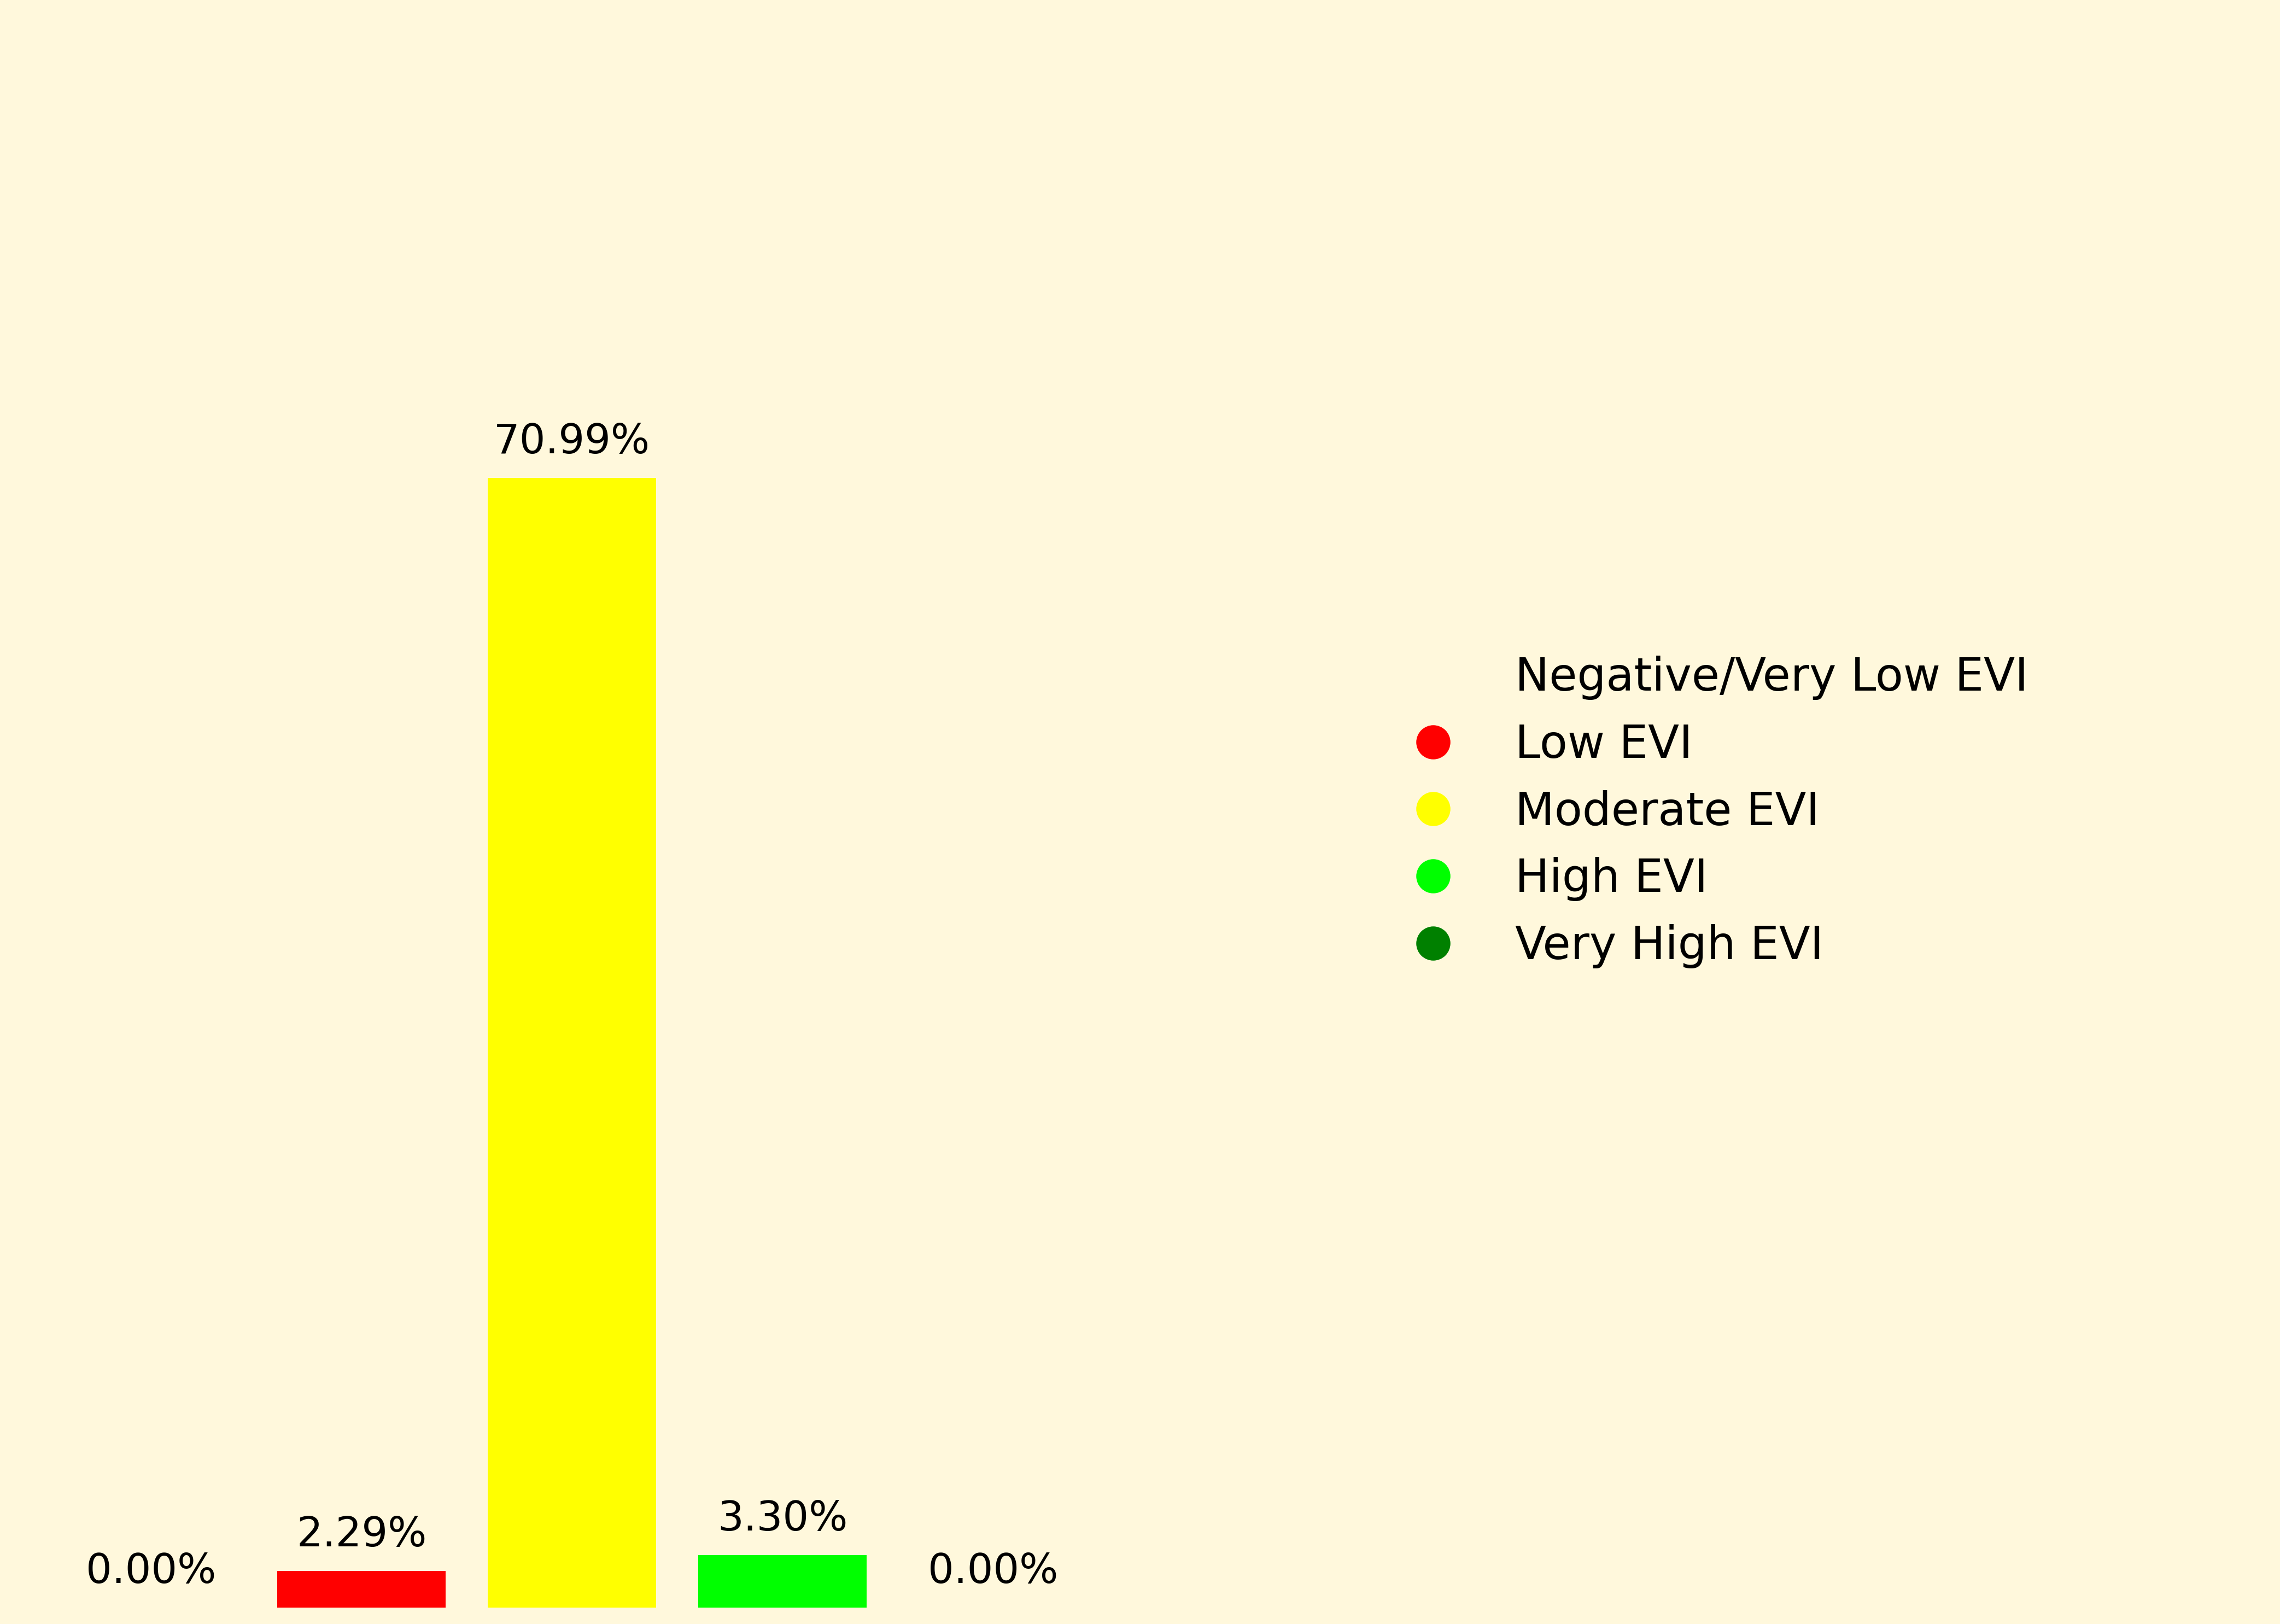 70.99%
Negative/Very Low EVI
Low EVI
Moderate EVI
High EVI
Very High EVI
3.30%
2.29%
0.00%
0.00%